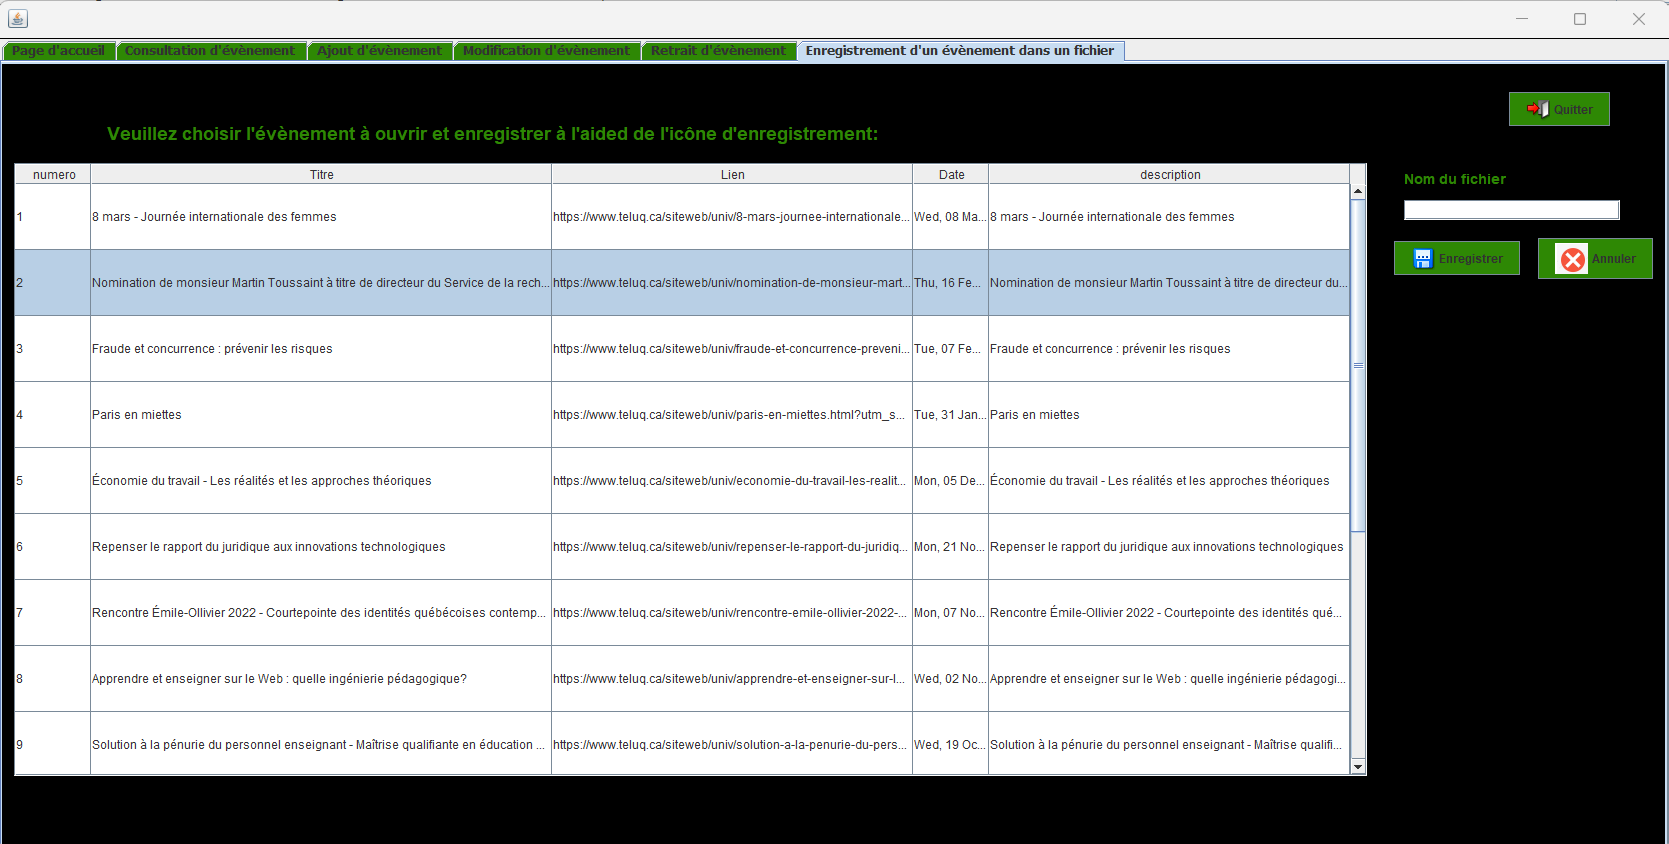 Page d'accueil Consultation d'évènement Ajout d'évènement Modification d'évènement Retrait d'évènement Enregistrement d'un évènement dans un fichier
Quitter
Veuillez choisir l'évènement à ouvrir et enregistrer à l'aided de l'icône d'enregistrement:
numero Titre Lien Date description
1 8 mars - Journée internationale des femmes https://www.teluq.ca/siteweb/univ/8-mars-journee-internationale... Wed, 08 Ma... 8 mars - Journée internationale des femmes
2 Nomination de monsieur Martin Toussaint à titre de directeur du Service de la rech... https://www.teluq.ca/siteweb/univ/nomination-de-monsieur-mart... Thu, 16 Fe... Nomination de monsieur Martin Toussaint à titre de directeur du...
3 Fraude et concurrence : prévenir les risques https://www.teluq.ca/siteweb/univ/fraude-et-concurrence-preveni... Tue, 07 Fe... Fraude et concurrence : prévenir les risques
4 Paris en miettes https://www.teluq.ca/siteweb/univ/paris-en-miettes.html?utm_s... Tue, 31 Jan... Paris en miettes
5 Économie du travail - Les réalités et les approches théoriques https://www.teluq.ca/siteweb/univ/economie-du-travail-les-realit... Mon, 05 De... Économie du travail - Les réalités et les approches théoriques
6 Repenser le rapport du juridique aux innovations technologiques https://www.teluq.ca/siteweb/univ/repenser-le-rapport-du-juridiq... Mon, 21 No... Repenser le rapport du juridique aux innovations technologiques
7 Rencontre Émile-Ollivier 2022 - Courtepointe des identités québécoises contemp... https://www.teluq.ca/siteweb/univ/rencontre-emile-ollivier-2022-... Mon, 07 No... Rencontre Émile-Ollivier 2022 - Courtepointe des identités qué...
8 Apprendre et enseigner sur le Web : quelle ingénierie pédagogique? https://www.teluq.ca/siteweb/univ/apprendre-et-enseigner-sur-l... Wed, 02 No... Apprendre et enseigner sur le Web : quelle ingénierie pédagogi...
9 Solution à la pénurie du personnel enseignant - Maîtrise qualifiante en éducation ... https://www.teluq.ca/siteweb/univ/solution-a-la-penurie-du-pers... Wed, 19 Oc... Solution à la pénurie du personnel enseignant - Maîtrise qualifi...
Nom du fichier
Enregistrer Annuler